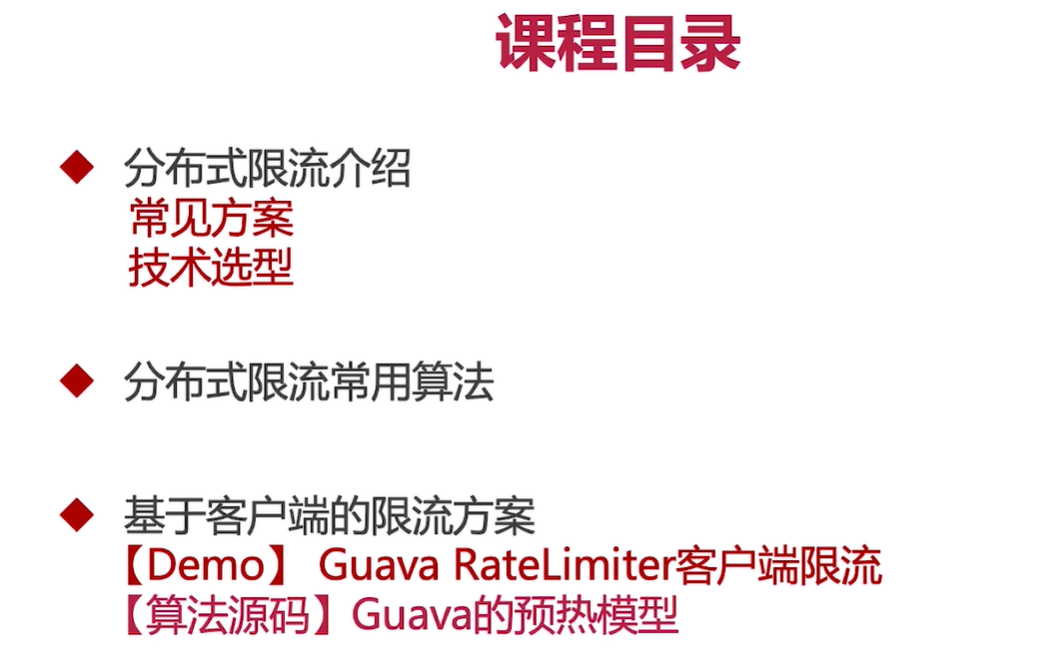 课程目录
分布式限流介绍
常见方案
技术选型
分布式限流常用算法
基于客户端的限流方案
【Demo】 Guava RateLimiter客户端限流
【算法源码】Guava的预热模型